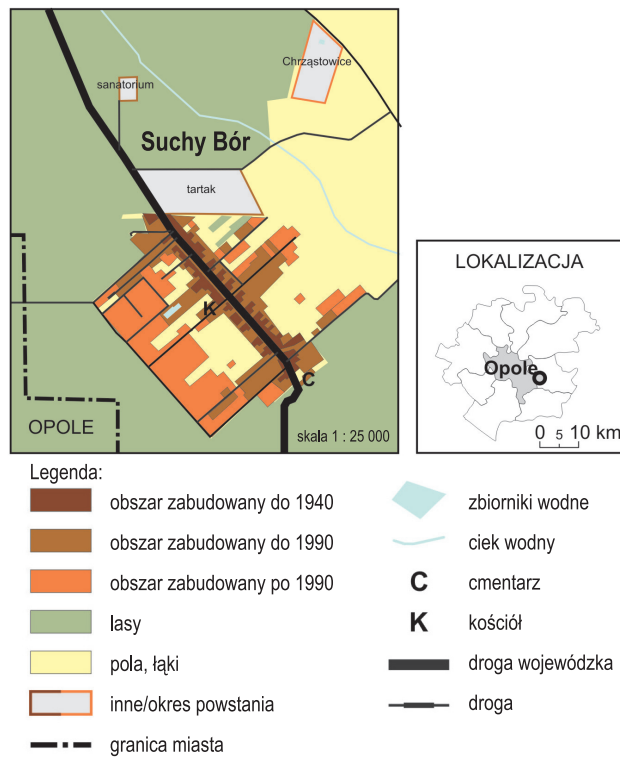 sanatorium
Chrząstowice
Suchy Bór
tartak
K
C
OPOLE
skala 1 : 25 000
LOKALIZACJA
Opole
0 5 10 km
Legenda:
obszar zabudowany do 1940
obszar zabudowany do 1990
obszar zabudowany po 1990
lasy
pola, łąki
inne/okres powstania
granica miasta
zbiorniki wodne
ciek wodny
C cmentarz
K kościół
droga wojewódzka
droga